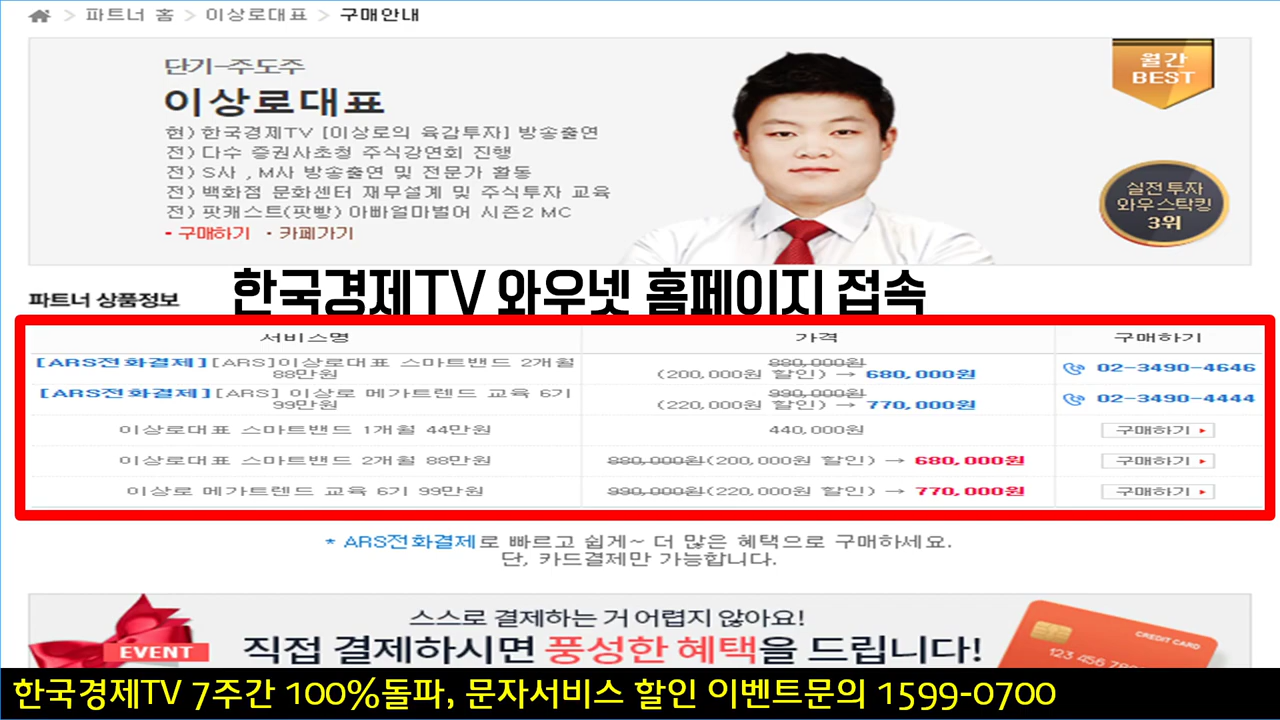 파트너 홈 > 이상로대표 > 구매안내
단기-주도주
이상로대표
현) 한국경제TV [이상로의 육감투자] 방송출연
전) 다수 증권사초청 주식강연회 진행
전) S사 , M사 방송출연 및 전문가 활동
전) 백화점 문화센터 재무설계 및 주식투자 교육
전) 팟캐스트(팟빵) 아빠얼마벌어 시즌2 MC
- 구매하기 · 카페가기
월간
BEST
실전 투자
와우 스탁킹
3위
한국경제TV 와우넷 홈페이지 접속
파트너 상품정보
서비스명 가격 구매하기
[ARS전화결제][ARS]이상로대표 스마트밴드 2개월
88만원
880,000원
(200,000원 할인) → 680,000원
02-3490-4646
[ARS전화결제][ARS] 이상로 메가트렌드 교육 6기
99만원
990,000원
(220,000원 할인) → 770,000원
02-3490-4444
이상로대표 스마트밴드 1개월 44만원 440,000원 구매하기
이상로대표 스마트밴드 2개월 88만원 880,000원(200,000원 할인) → 680,000원 구매하기
이상로 메가트렌드 교육 6기 99만원 990,000원(220,000원 할인) → 770,000원 구매하기
* ARS전화결제로 빠르고 쉽게~ 더 많은 혜택으로 구매하세요.
단, 카드결제만 가능합니다.
스스로 결제하는 거 어렵지 않아요!
EVENT
직접 결제하시면 풍성한 혜택을 드립니다!
CREDIT CARD
123 456
한국경제TV 7주간 100%돌파, 문자서비스 할인 이벤트문의 1599-0700